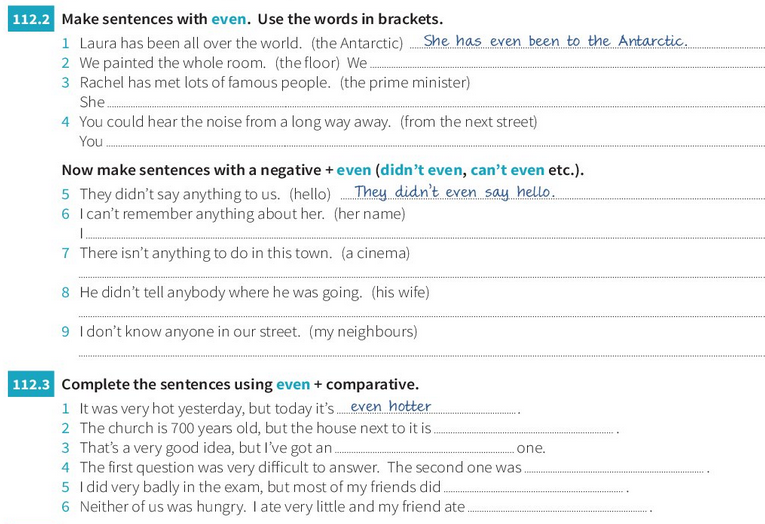 112.2 Make sentences with even. Use the words in brackets.
1 Laura has been all over the world. (the Antarctic) She has even been to the Antarctic.
2 We painted the whole room. (the floor) We
3 Rachel has met lots of famous people. (the prime minister)
She
4 You could hear the noise from a long way away. (from the next street)
You
Now make sentences with a negative + even (didn't even, can't even etc.).
5 They didn't say anything to us. (hello) They didn't even say hello.
6 I can't remember anything about her. (her name)
I
7 There isn't anything to do in this town. (a cinema)
8 He didn't tell anybody where he was going. (his wife)
9 I don't know anyone in our street. (my neighbours)
112.3 Complete the sentences using even + comparative.
1 It was very hot yesterday, but today it's even hotter .
2 The church is 700 years old, but the house next to it is .
3 That's a very good idea, but I've got an one.
4 The first question was very difficult to answer. The second one was .
5 I did very badly in the exam, but most of my friends did .
6 Neither of us was hungry. I ate very little and my friend ate .